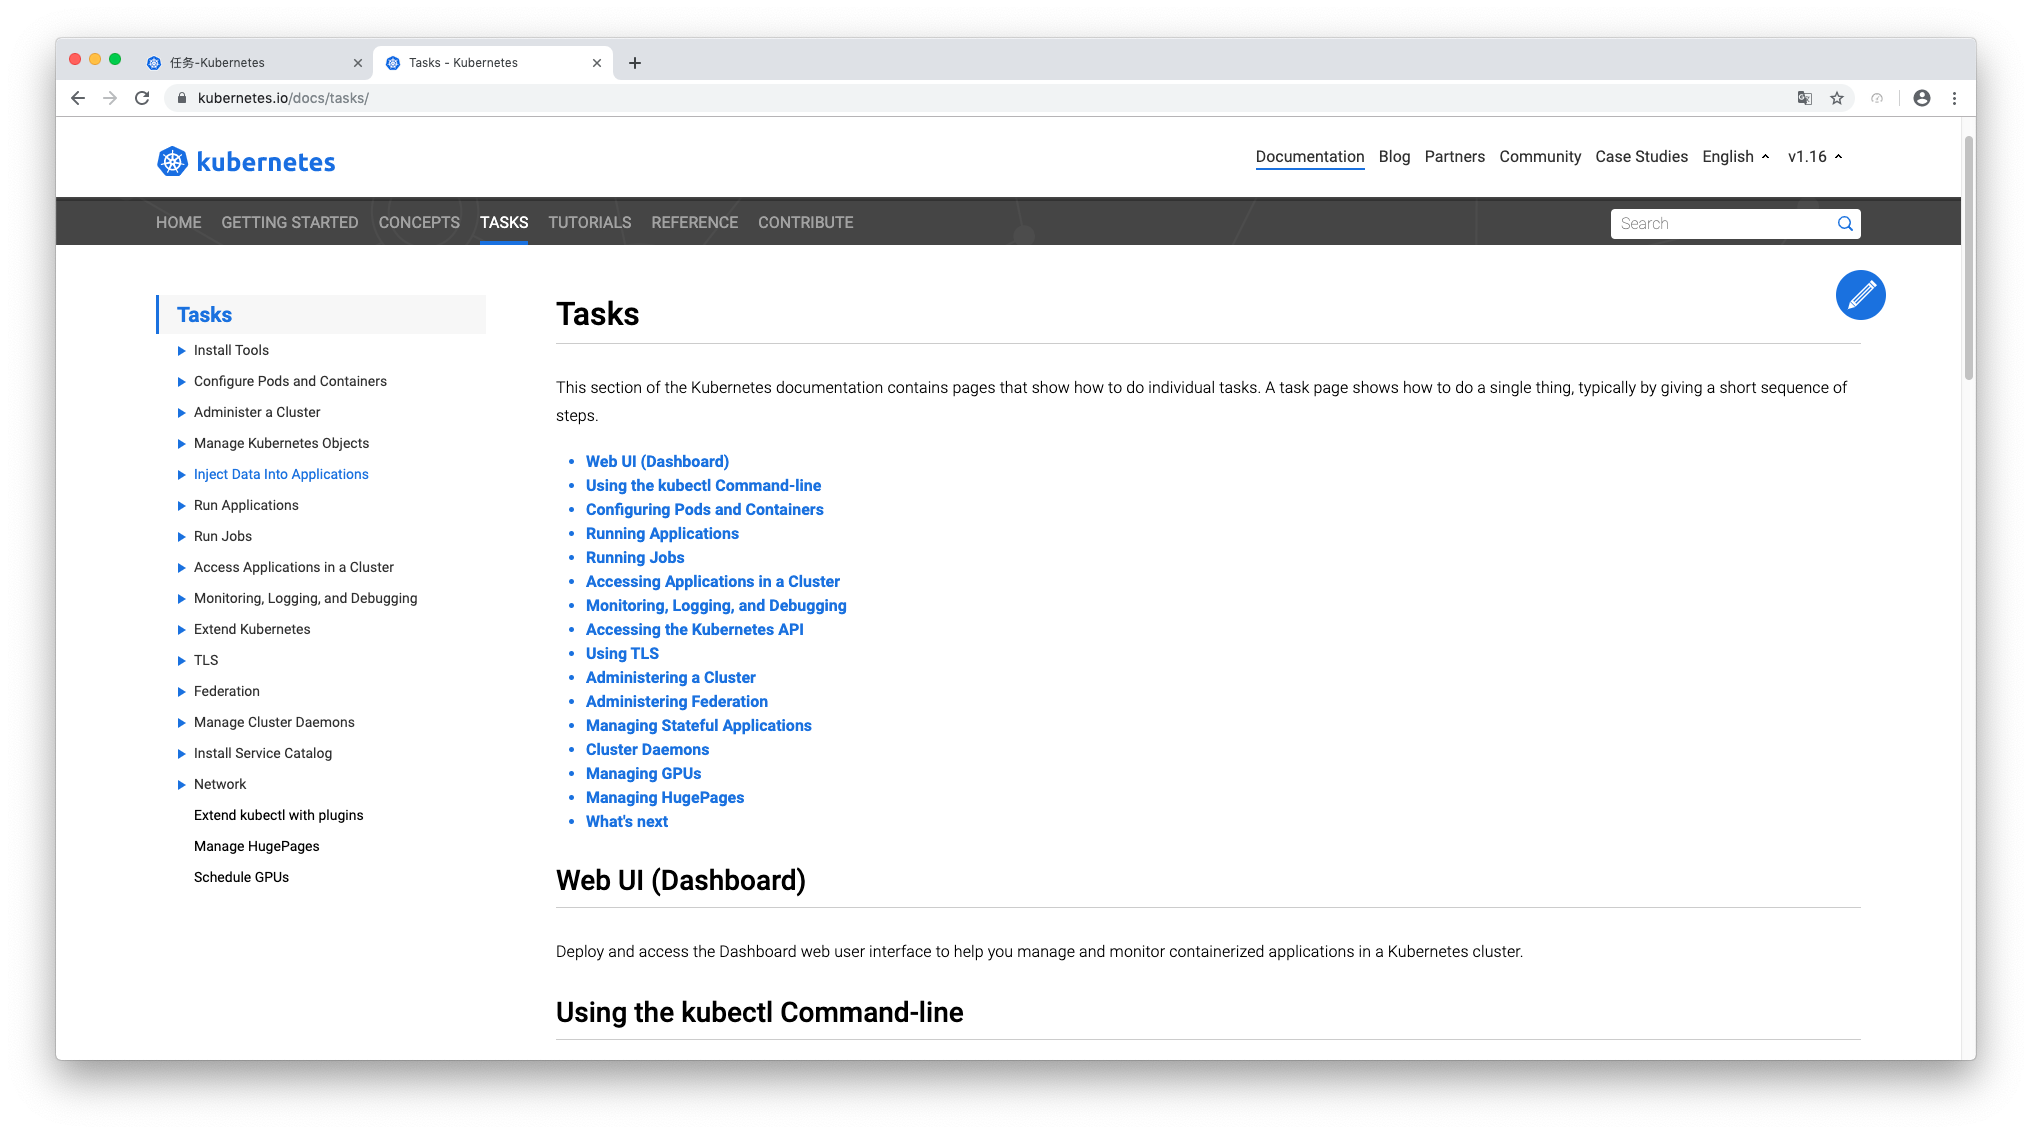 任务-Kubernetes
Tasks - Kubernetes
kubernetes.io/docs/tasks/
kubernetes
Documentation Blog Partners Community Case Studies English v1.16
HOME GETTING STARTED CONCEPTS TASKS TUTORIALS REFERENCE CONTRIBUTE
Search
Tasks
Install Tools
Configure Pods and Containers
Administer a Cluster
Manage Kubernetes Objects
Inject Data Into Applications
Run Applications
Run Jobs
Access Applications in a Cluster
Monitoring, Logging, and Debugging
Extend Kubernetes
TLS
Federation
Manage Cluster Daemons
Install Service Catalog
Network
Extend kubectl with plugins
Manage HugePages
Schedule GPUs
Tasks
This section of the Kubernetes documentation contains pages that show how to do individual tasks. A task page shows how to do a single thing, typically by giving a short sequence of
steps.
Web UI (Dashboard)
Using the kubectl Command-line
Configuring Pods and Containers
Running Applications
Running Jobs
Accessing Applications in a Cluster
Monitoring, Logging, and Debugging
Accessing the Kubernetes API
Using TLS
Administering a Cluster
Administering Federation
Managing Stateful Applications
Cluster Daemons
Managing GPUs
Managing HugePages
What's next
Web UI (Dashboard)
Deploy and access the Dashboard web user interface to help you manage and monitor containerized applications in a Kubernetes cluster.
Using the kubectl Command-line